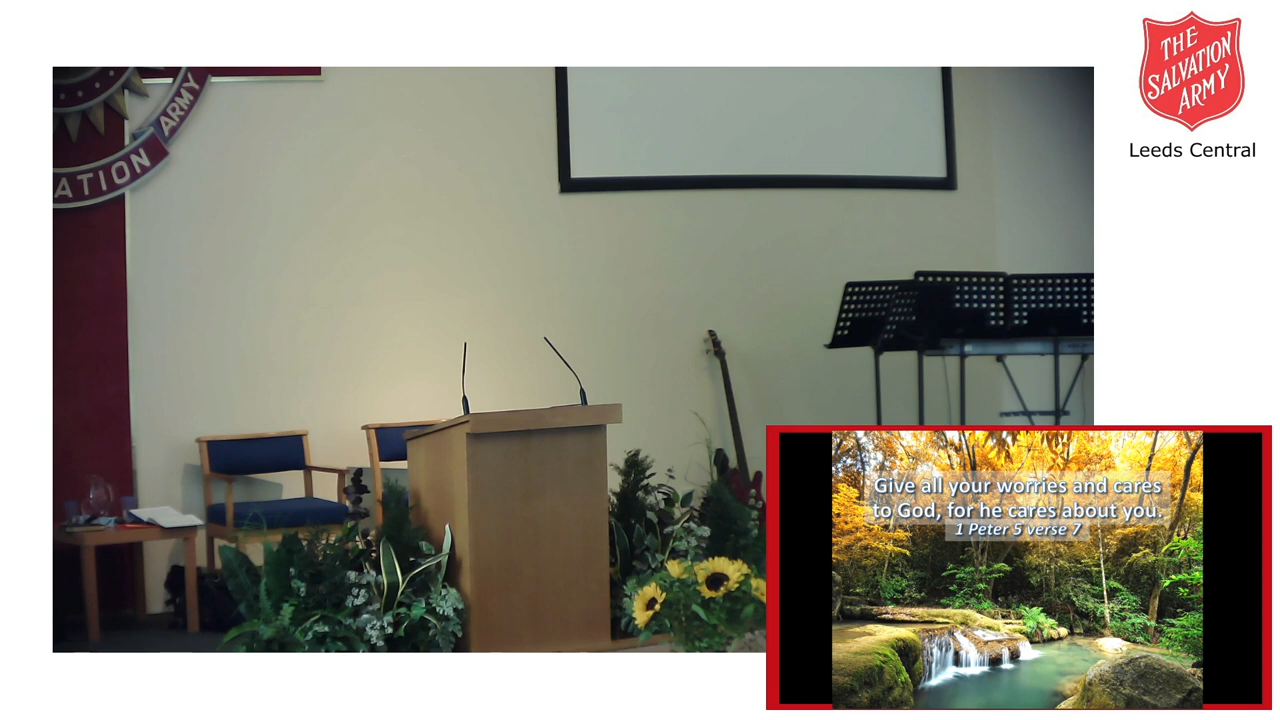 THE
SALVATION
ARMY
Leeds Central
ARMY
ATION
Give all your worries and cares
to God, for he cares about you.
1 Peter 5 verse 7